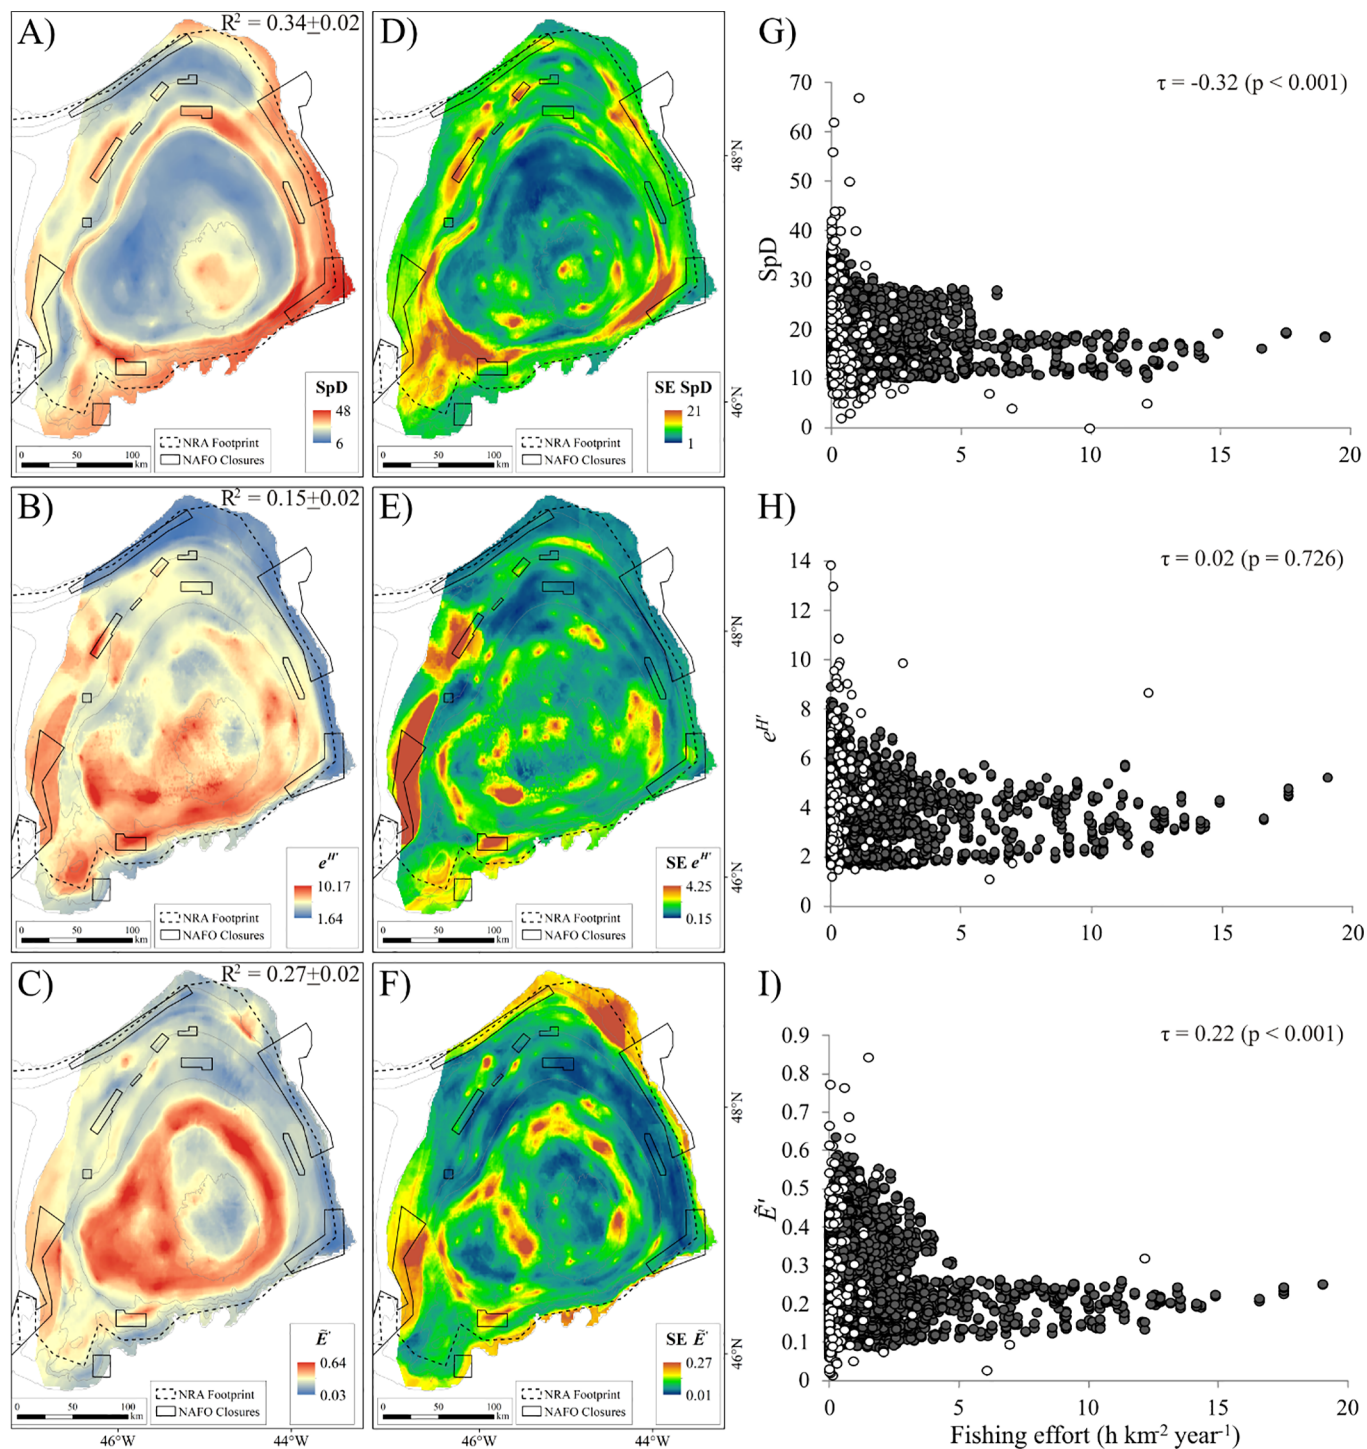 A)
R² = 0.34±0.02
SpD
48
6
NRA Footprint
NAFO Closures
0 50 100
km
D)
48°N
46°N
SE SpD
21
1
NRA Footprint
NAFO Closures
0 50 100
km
G)
τ = -0.32 (p < 0.001)
SpD
70
60
50
40
30
20
10
0
0 5 10 15 20
B)
R² = 0.15±0.02
e^H'
10.17
1.64
NRA Footprint
NAFO Closures
0 50 100
km
E)
48°N
46°N
SE e^H'
4.25
0.15
NRA Footprint
NAFO Closures
0 50 100
km
H)
τ = 0.02 (p = 0.726)
e^H'
14
12
10
8
6
4
2
0
0 5 10 15 20
C)
R² = 0.27±0.02
Ẽ'
0.64
0.03
NRA Footprint
NAFO Closures
0 50 100
km
46°W 44°W
F)
48°N
46°N
SE Ẽ'
0.27
0.01
NRA Footprint
NAFO Closures
0 50 100
km
46°W 44°W
I)
τ = 0.22 (p < 0.001)
Ẽ'
0.9
0.8
0.7
0.6
0.5
0.4
0.3
0.2
0.1
0
0 5 10 15 20
Fishing effort (h km² year⁻¹)